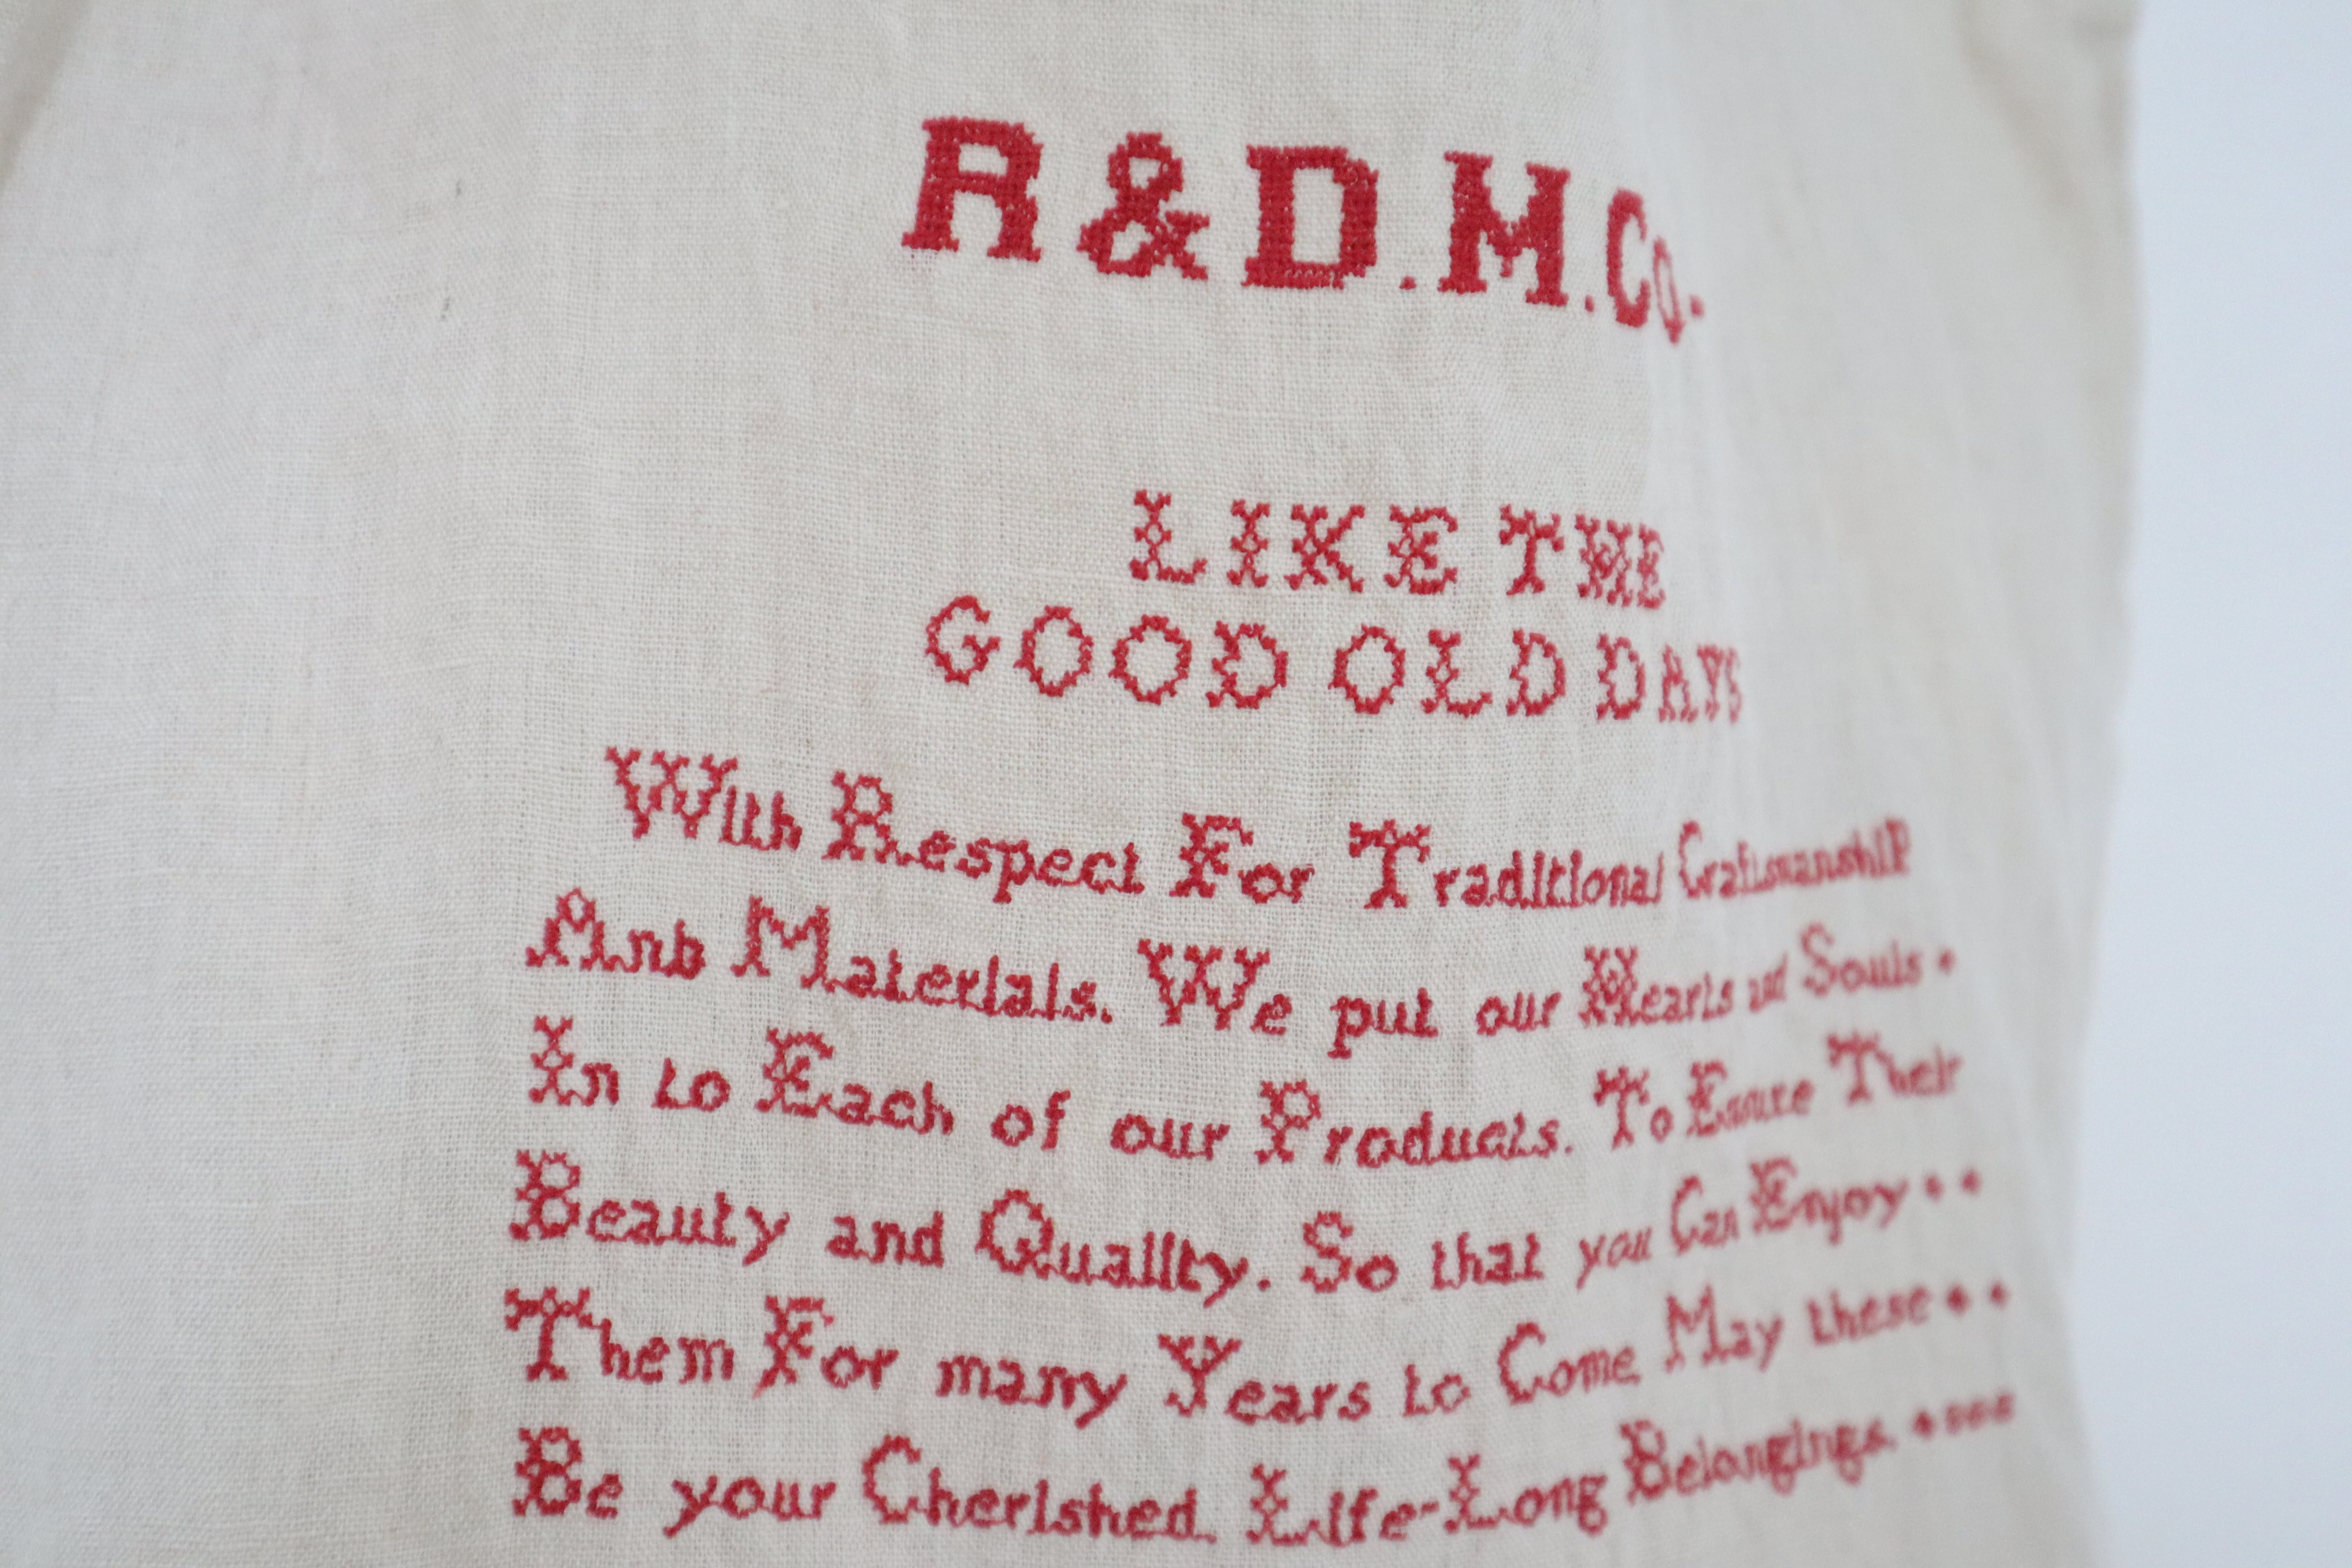 R & D.M.Co.
LIKE THE
GOOD OLD DAYS
With Respect For Traditional CraftsmanshiP
And Materials. We put our Hearts and Souls •
In to Each of our Products. To Ensure Their
Beauty and Quality. So that you Can Enjoy • •
Them For many Years to Come May these • •
Be your Cherished. Life-Long Belongings. • • • •